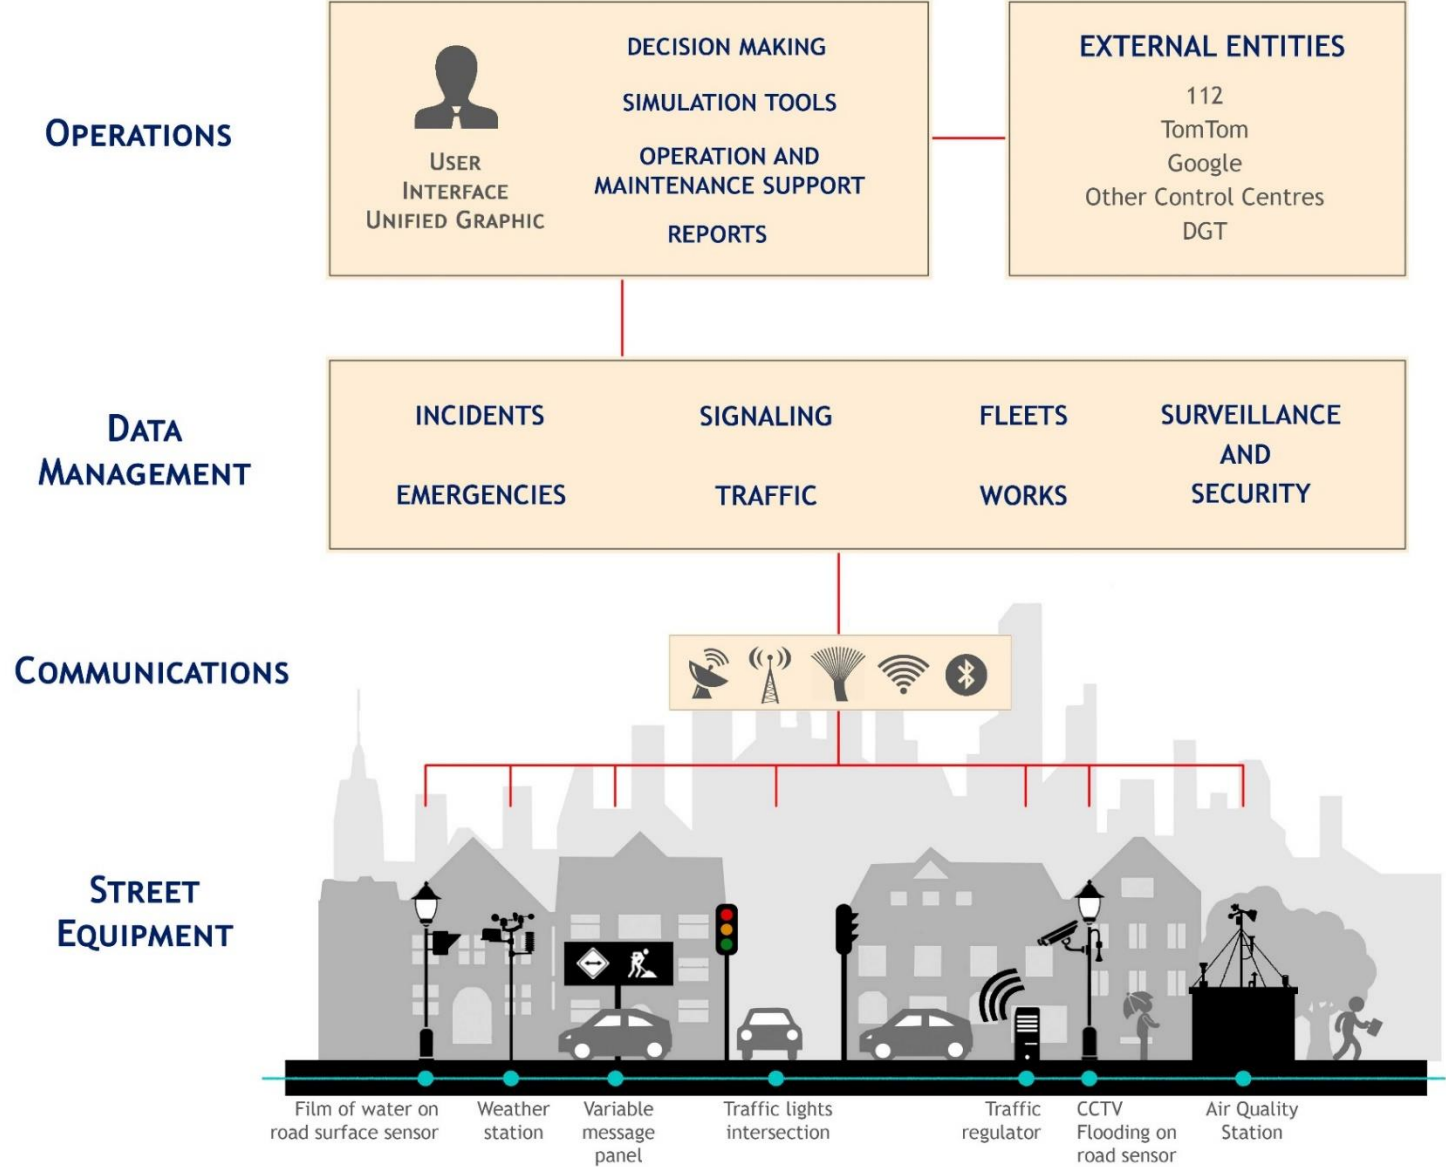 OPERATIONS
USER
INTERFACE
UNIFIED GRAPHIC
DECISION MAKING
SIMULATION TOOLS
OPERATION AND
MAINTENANCE SUPPORT
REPORTS
EXTERNAL ENTITIES
112
TomTom
Google
Other Control Centres
DGT
DATA
MANAGEMENT
INCIDENTS
EMERGENCIES
SIGNALING
TRAFFIC
FLEETS
WORKS
SURVEILLANCE
AND
SECURITY
COMMUNICATIONS
STREET
EQUIPMENT
Film of water on
road surface sensor
Weather
station
Variable
message
panel
Traffic lights
intersection
Traffic
regulator
CCTV
Flooding on
road sensor
Air Quality
Station